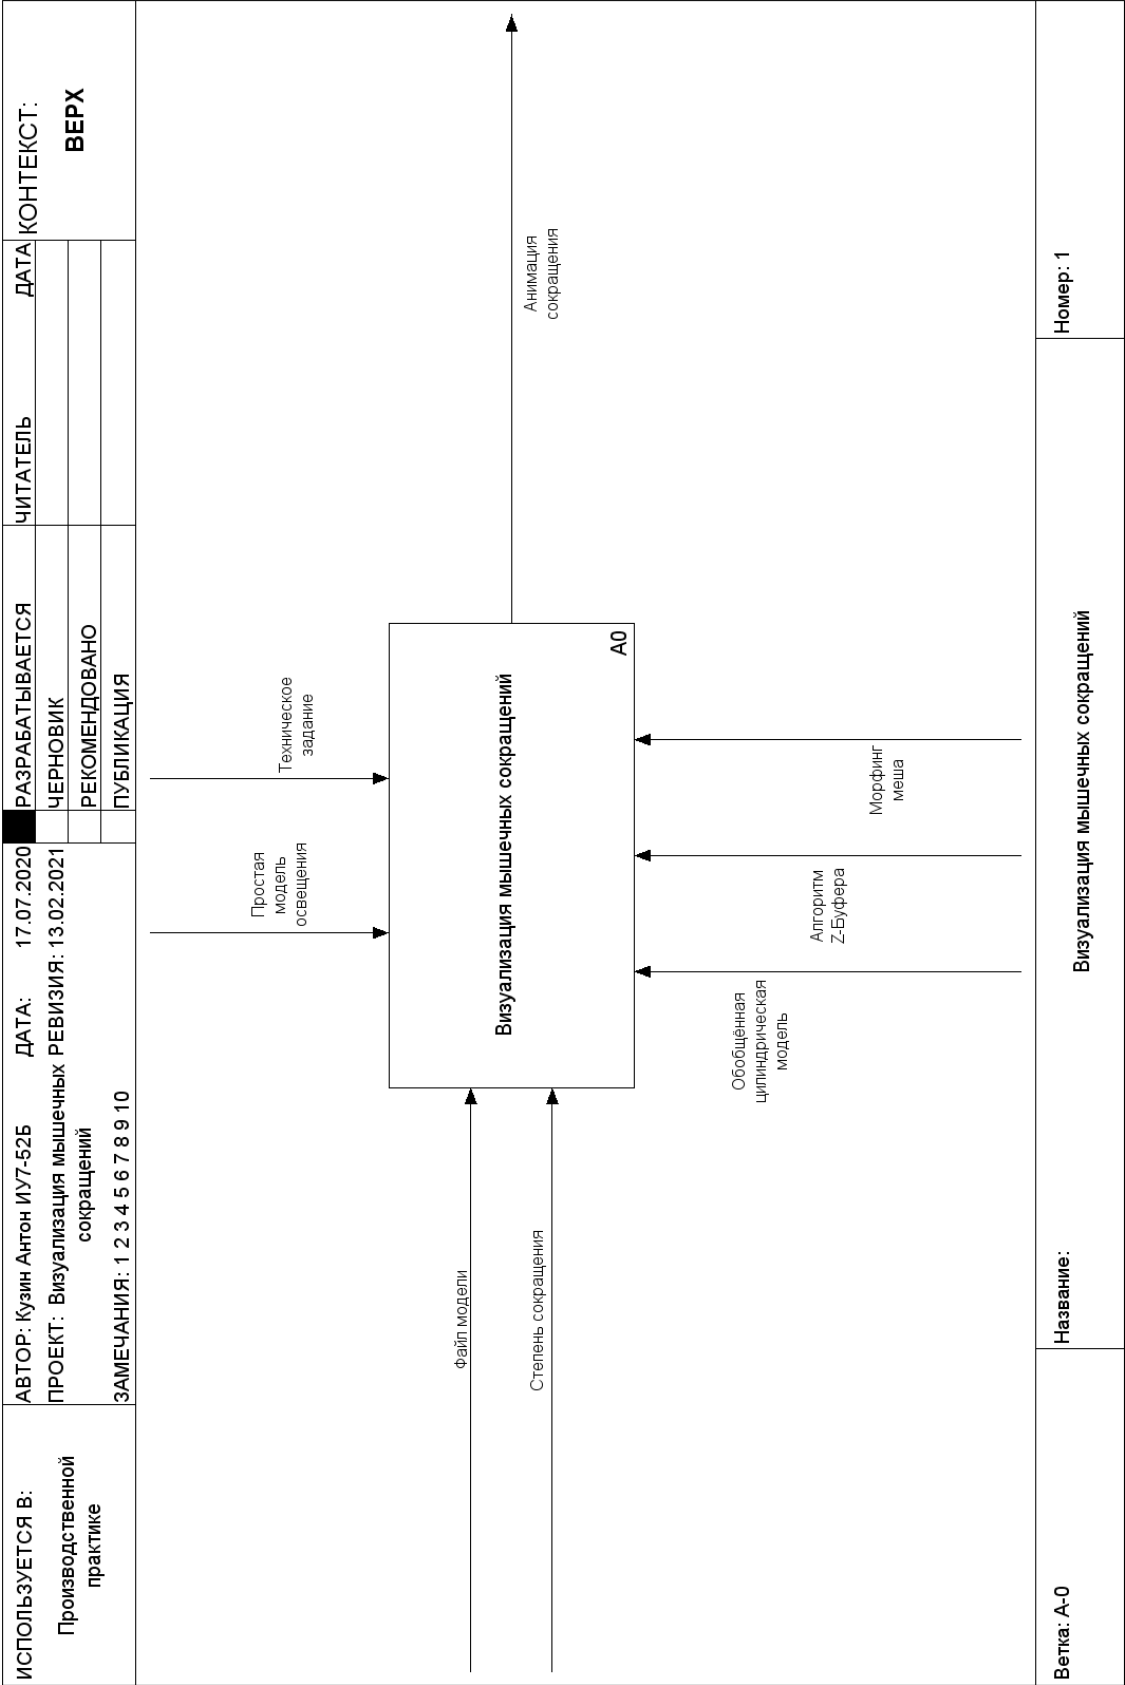 ИСПОЛЬЗУЕТСЯ В:
Производственной
практике
АВТОР: Кузин Антон ИУ7-52Б
ДАТА: 17.07.2020
ПРОЕКТ: Визуализация мышечных
сокращений
РЕВИЗИЯ: 13.02.2021
ЗАМЕЧАНИЯ: 1 2 3 4 5 6 7 8 9 10
РАЗРАБАТЫВАЕТСЯ
ЧЕРНОВИК
РЕКОМЕНДОВАНО
ПУБЛИКАЦИЯ
ЧИТАТЕЛЬ
ДАТА
КОНТЕКСТ:
ВЕРХ
Простая
модель
освещения
Техническое
задание
Файл модели
Степень сокращения
Визуализация мышечных сокращений
A0
Анимация
сокращения
Обобщённая
цилиндрическая
модель
Алгоритм
Z-Буфера
Морфинг
меша
Ветка: A-0
Название:
Визуализация мышечных сокращений
Номер: 1